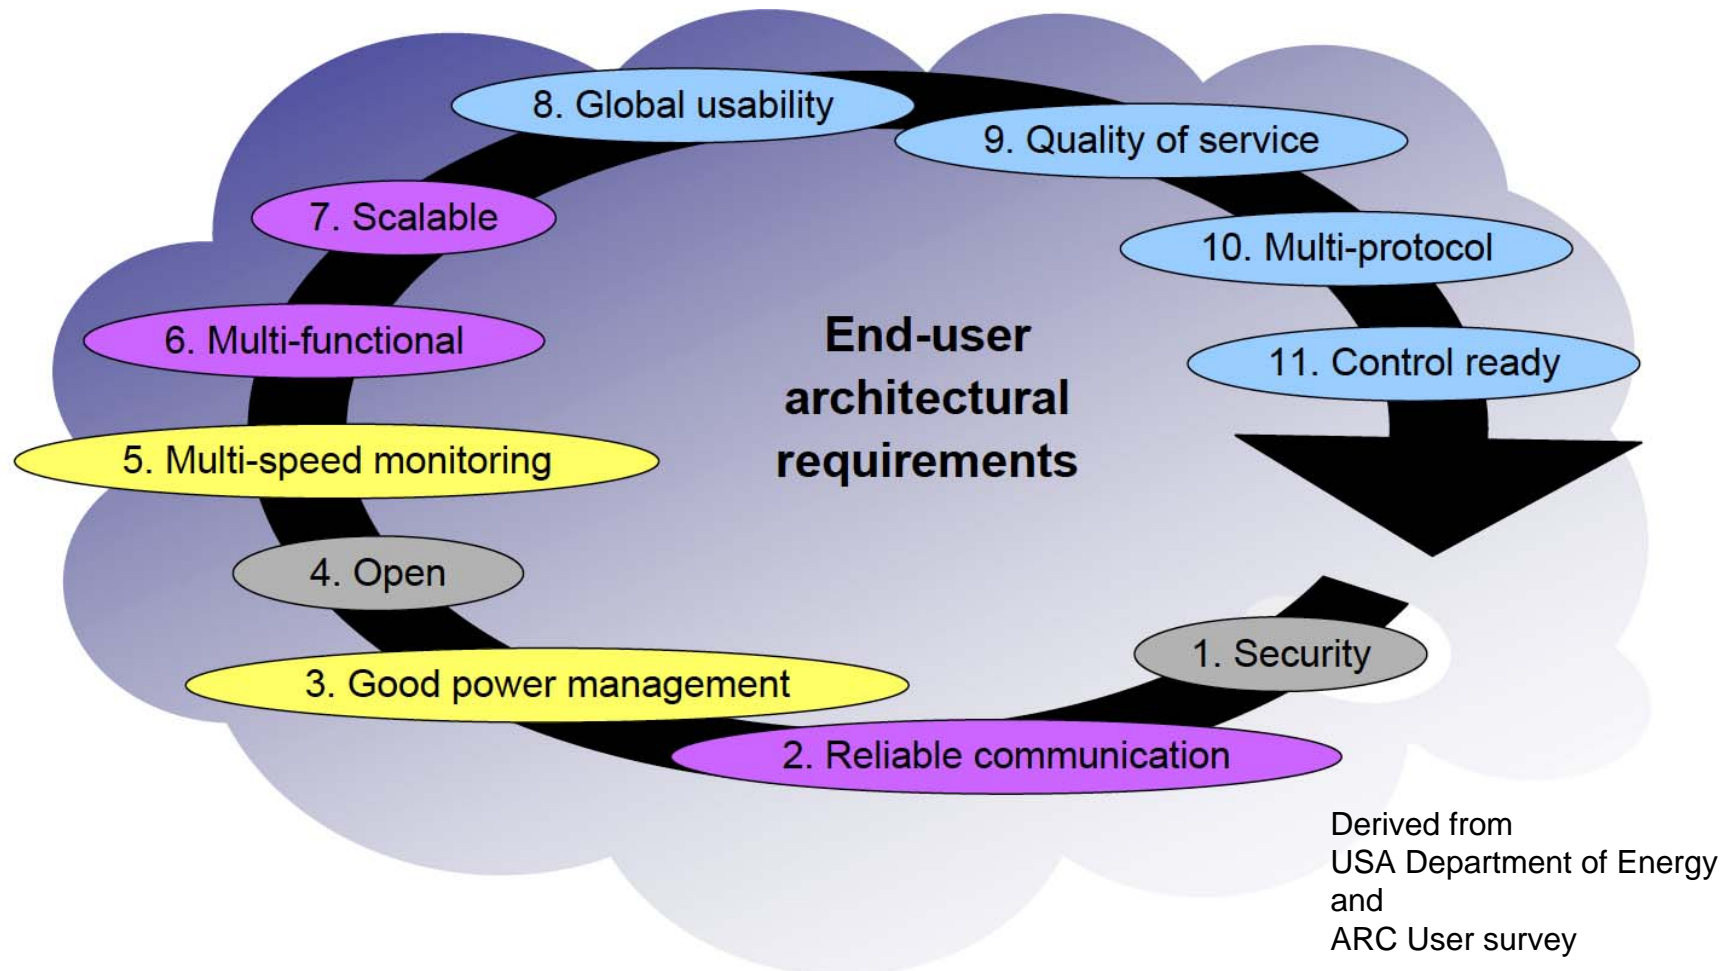 8. Global usability
9. Quality of service
7. Scalable
10. Multi-protocol
6. Multi-functional
End-user
architectural
requirements
11. Control ready
5. Multi-speed monitoring
4. Open
1. Security
3. Good power management
2. Reliable communication
Derived from
USA Department of Energy
and
ARC User survey